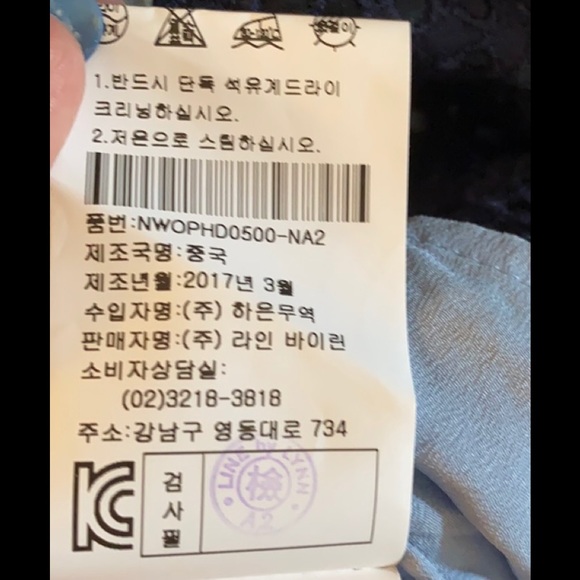 1.반드시 단독 석유계드라이
크리닝하십시오.
2.저온으로 스팀하십시오.
품번:NWOPHD0500-NA2
제조국명:중국
제조년월:2017년 3월
수입자명:(주) 하은무역
판매자명:(주) 라인 바이린
소비자상담실:
(02)3218-3818
주소:강남구 영동대로 734
검사필
LINE by LYNN
檢
A2